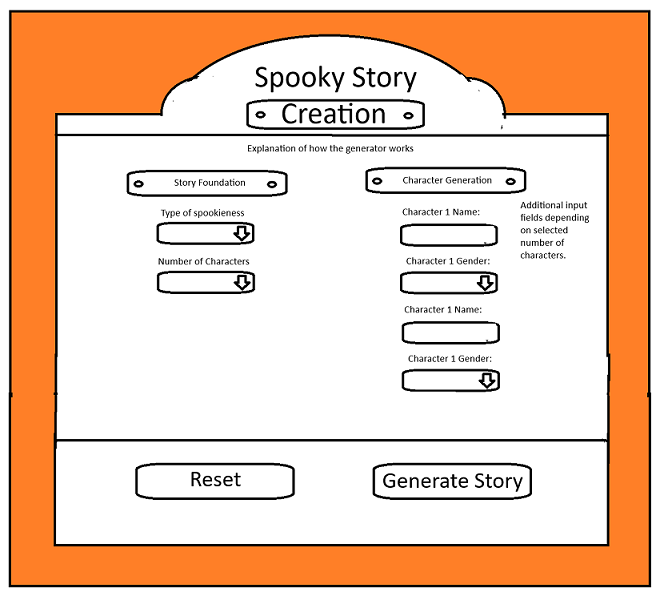 Spooky Story
Creation
Explanation of how the generator works
Story Foundation
Type of spookieness
Number of Characters
Character Generation
Character 1 Name:
Character 1 Gender:
Character 1 Name:
Character 1 Gender:
Additional input
fields depending
on selected
number of
characters.
Reset
Generate Story